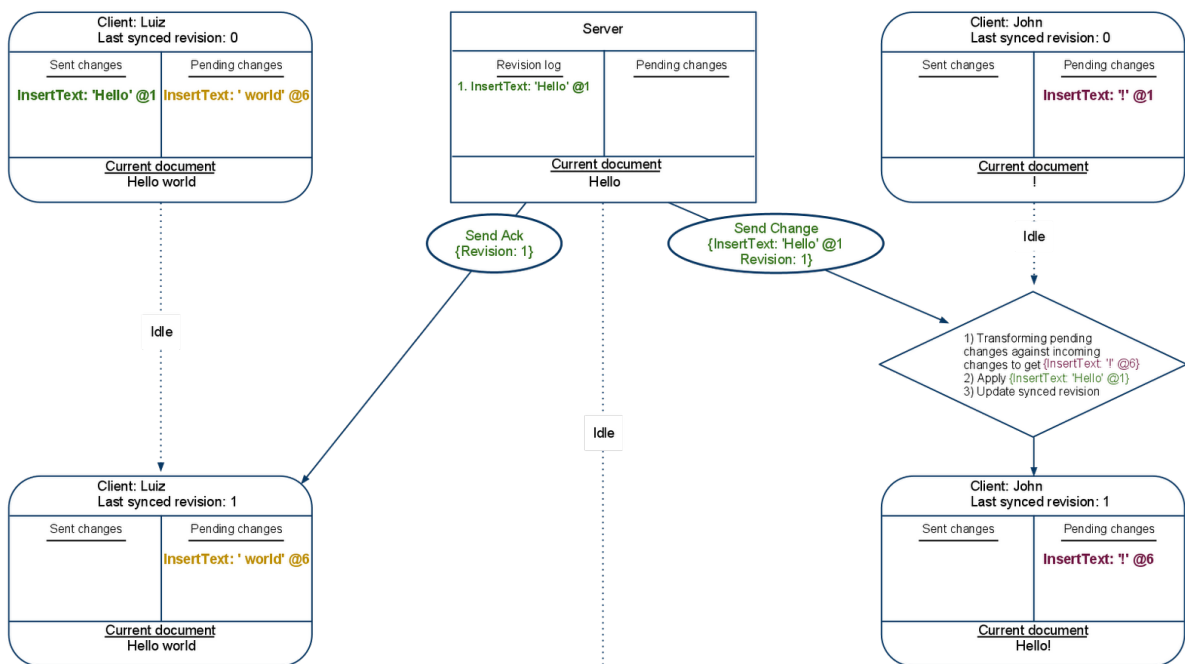 Client: Luiz
Last synced revision: 0
Sent changes
Pending changes
InsertText: 'Hello' @1
InsertText: ' world' @6
Current document
Hello world
Server
Revision log
Pending changes
1. InsertText: 'Hello' @1
Current document
Hello
Client: John
Last synced revision: 0
Sent changes
Pending changes
InsertText: '!' @1
Current document
!
Send Ack
{Revision: 1}
Send Change
{InsertText: 'Hello' @1
Revision: 1}
Idle
Idle
Idle
1) Transforming pending
changes against incoming
changes to get {InsertText: '!' @6}
2) Apply {InsertText: 'Hello' @1}
3) Update synced revision
Client: Luiz
Last synced revision: 1
Sent changes
Pending changes
InsertText: ' world' @6
Current document
Hello world
Client: John
Last synced revision: 1
Sent changes
Pending changes
InsertText: '!' @6
Current document
Hello!